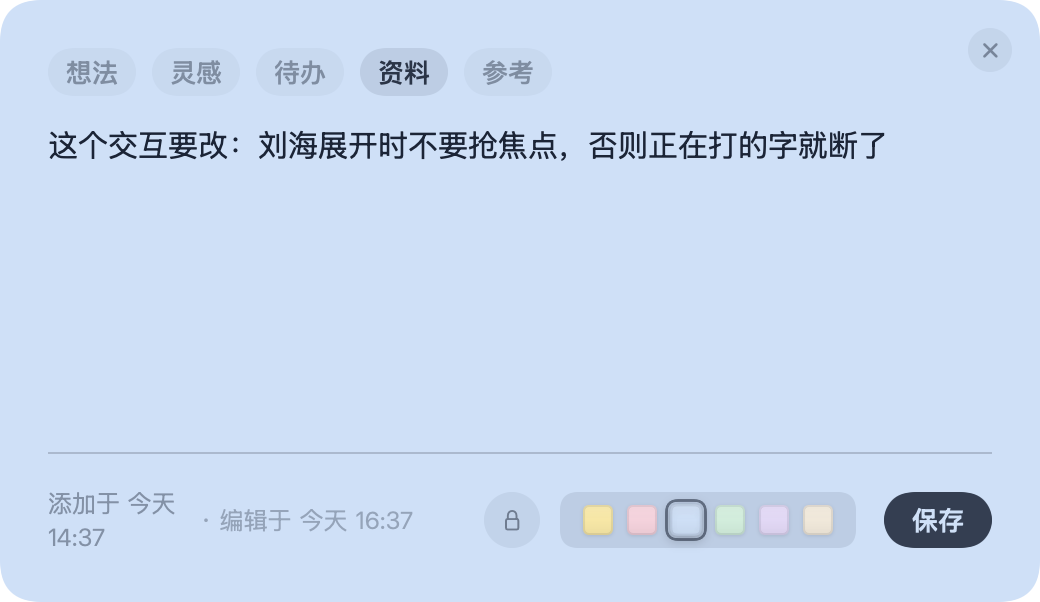 想法 灵感 待办 资料 参考
这个交互要改：刘海展开时不要抢焦点，否则正在打的字就断了
添加于 今天
14:37
· 编辑于 今天 16:37
保存